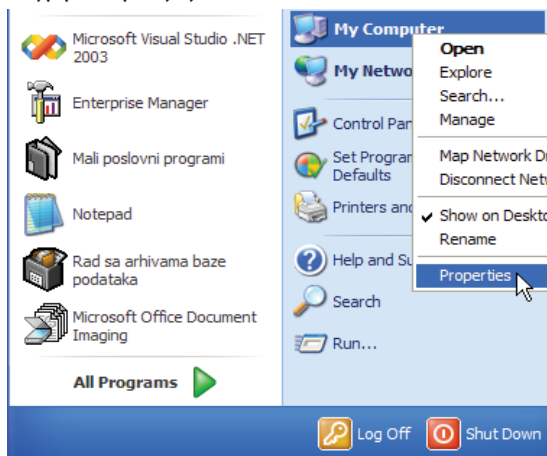 Microsoft Visual Studio .NET
2003
Enterprise Manager
Mali poslovni programi
Notepad
Rad sa arhivama baze
podataka
Microsoft Office Document
Imaging
All Programs
My Computer
My Netwo
Control Pan
Set Program
Defaults
Printers and
Help and Su
Search
Run...
Open
Explore
Search...
Manage
Map Network Dr
Disconnect Netw
Show on Deskto
Rename
Properties
Log Off
Shut Down